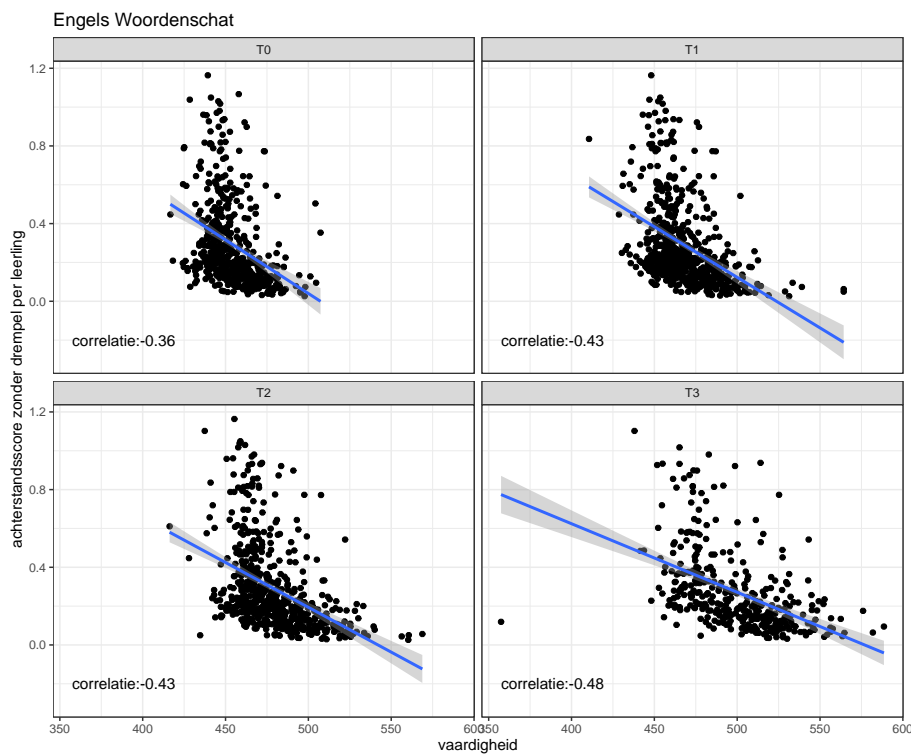 Engels Woordenschat
T0
T1
1.2
0.8
0.4
0.0
correlatie:-0.36
correlatie:-0.43
T2
T3
1.2
0.8
0.4
0.0
correlatie:-0.43
correlatie:-0.48
350 400 450 500 550 600
350 400 450 500 550 600
vaardigheid
achterstandsscore zonder drempel per leerling